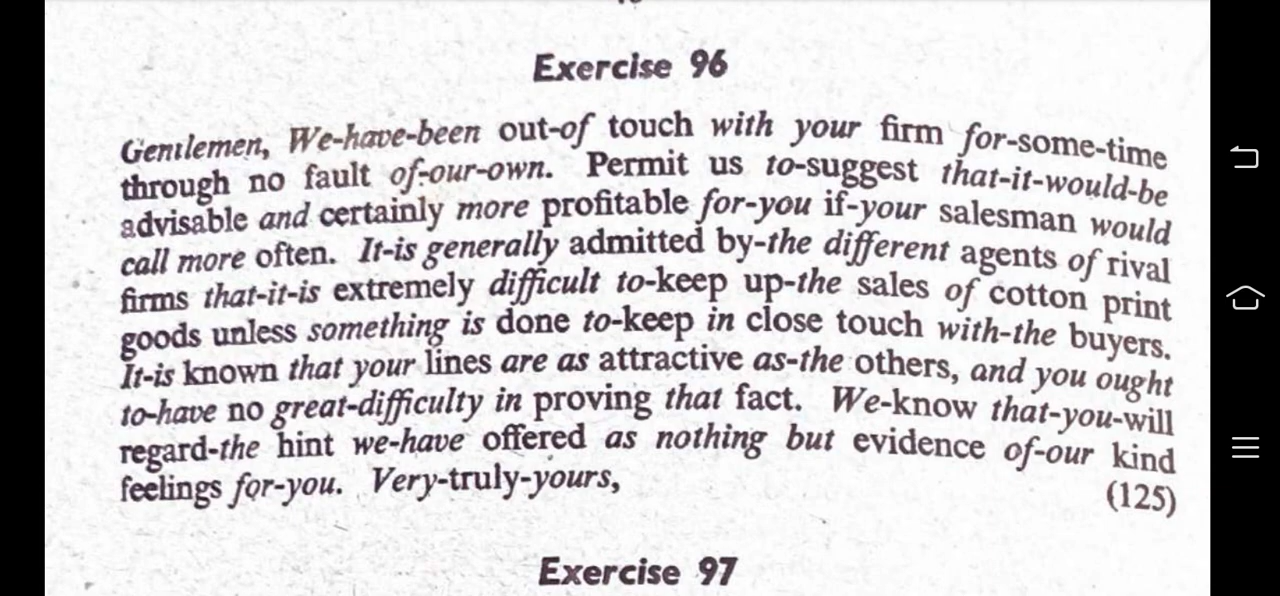 Exercise 96
Gentlemen, We-have-been out-of touch with your firm for-some-time
through no fault of-our-own. Permit us to-suggest that-it-would-be
advisable and certainly more profitable for-you if-your salesman would
call more often. It-is generally admitted by-the different agents of rival
firms that-it-is extremely difficult to-keep up-the sales of cotton print
goods unless something is done to-keep in close touch with-the buyers.
It-is known that your lines are as attractive as-the others, and you ought
to-have no great-difficulty in proving that fact. We-know that-you-will
regard-the hint we-have offered as nothing but evidence of-our kind
feelings for-you. Very-truly-yours, (125)
Exercise 97